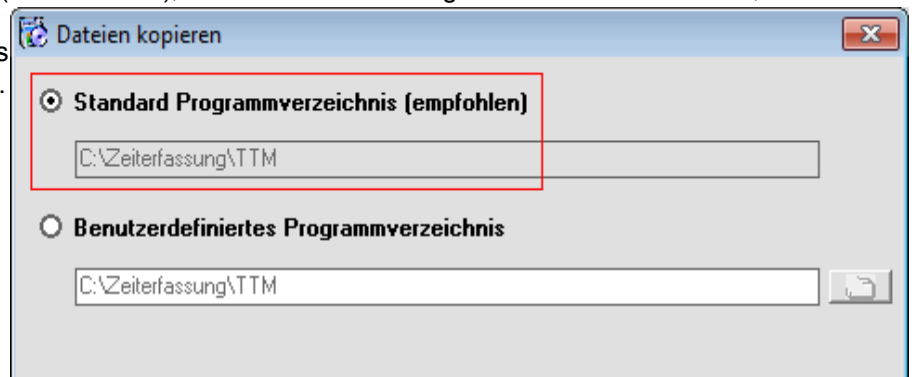 Dateien kopieren
s
.
Standard Programmverzeichnis (empfohlen)
C:\Zeiterfassung\TTM
Benutzerdefiniertes Programmverzeichnis
C:\Zeiterfassung\TTM